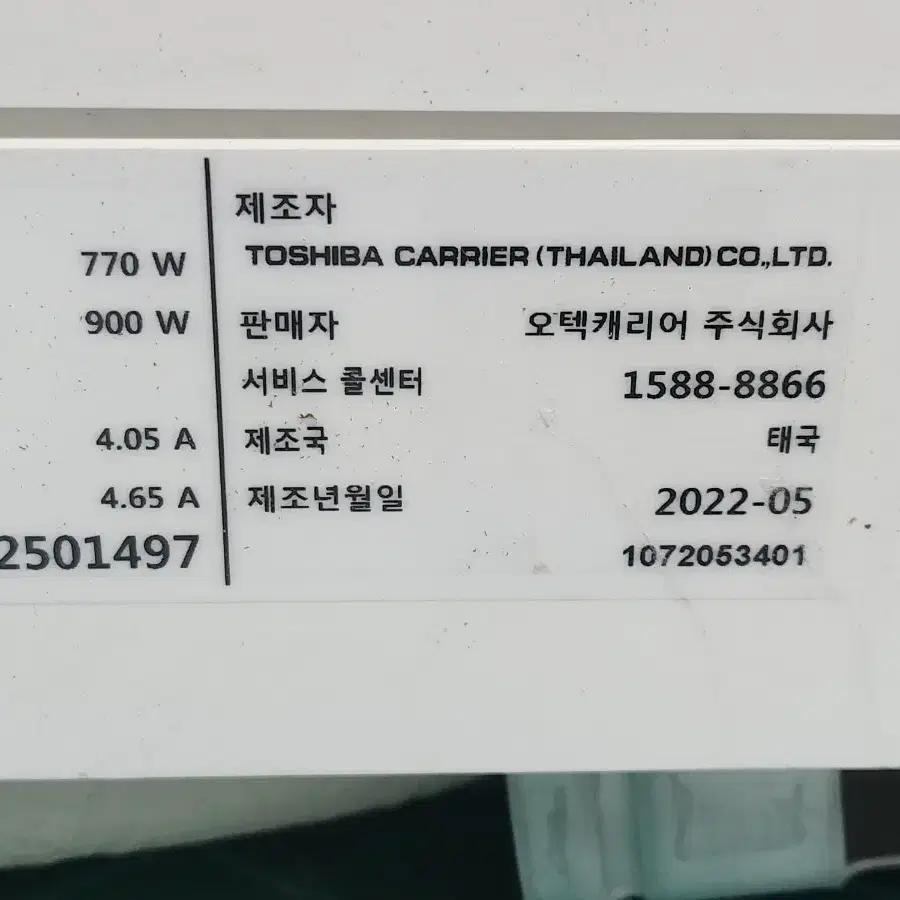 제조자
770 W TOSHIBA CARRIER (THAILAND) CO.,LTD.
900 W 판매자 오텍캐리어 주식회사
서비스 콜센터 1588-8866
4.05 A 제조국 태국
4.65 A 제조년월일 2022-05
2501497 1072053401